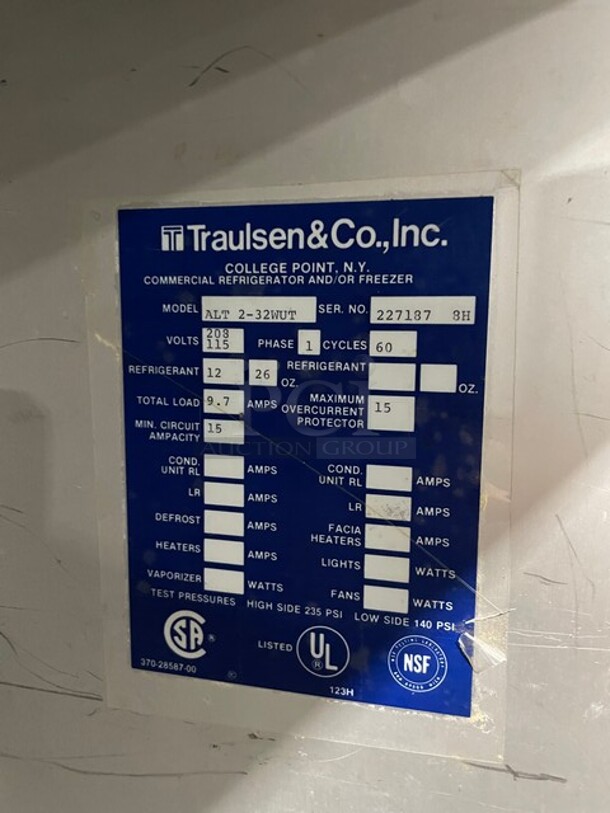 Traulsen & Co., Inc.
COLLEGE POINT, N.Y.
COMMERCIAL REFRIGERATOR AND/OR FREEZER
MODEL ALT 2-32WUT SER. NO. 227187 8H
VOLTS 208 115 PHASE 1 CYCLES 60
REFRIGERANT 12 26 OZ. REFRIGERANT OZ.
TOTAL LOAD 9.7 AMPS MAXIMUM OVERCURRENT PROTECTOR 15
MIN. CIRCUIT AMPACITY 15
PCI
AUCTION GROUP
COND. UNIT RL AMPS COND. UNIT RL AMPS
LR AMPS LR AMPS
DEFROST AMPS FACIA HEATERS AMPS
HEATERS AMPS LIGHTS WATTS
VAPORIZER WATTS FANS WATTS
TEST PRESSURES HIGH SIDE 235 PSI LOW SIDE 140 PSI
SA ®
LISTED UL ®
NSF
370-28587-00
123H